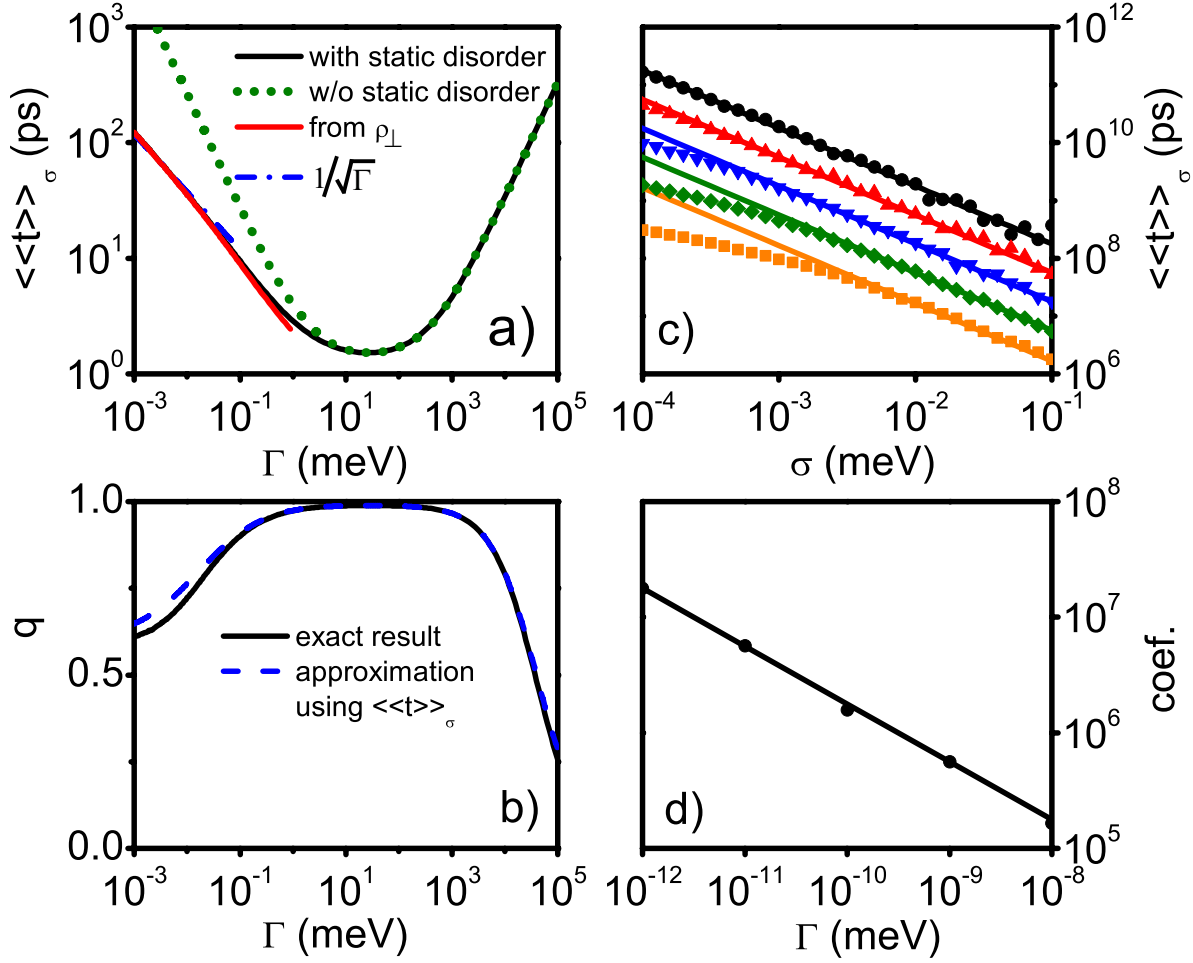 10³
10²
10¹
10⁰
<<t>>σ (ps)
with static disorder
w/o static disorder
from ρ⊥
1/√Γ
a)
10⁻³ 10⁻¹ 10¹ 10³ 10⁵
Γ (meV)
10¹²
10¹⁰
10⁸
10⁶
<<t>>σ (ps)
c)
10⁻⁴ 10⁻³ 10⁻² 10⁻¹
σ (meV)
1.0
0.5
0.0
q
exact result
approximation
using <<t>>σ
b)
10⁻³ 10⁻¹ 10¹ 10³ 10⁵
Γ (meV)
10⁸
10⁷
10⁶
10⁵
coef.
d)
10⁻¹² 10⁻¹¹ 10⁻¹⁰ 10⁻⁹ 10⁻⁸
Γ (meV)